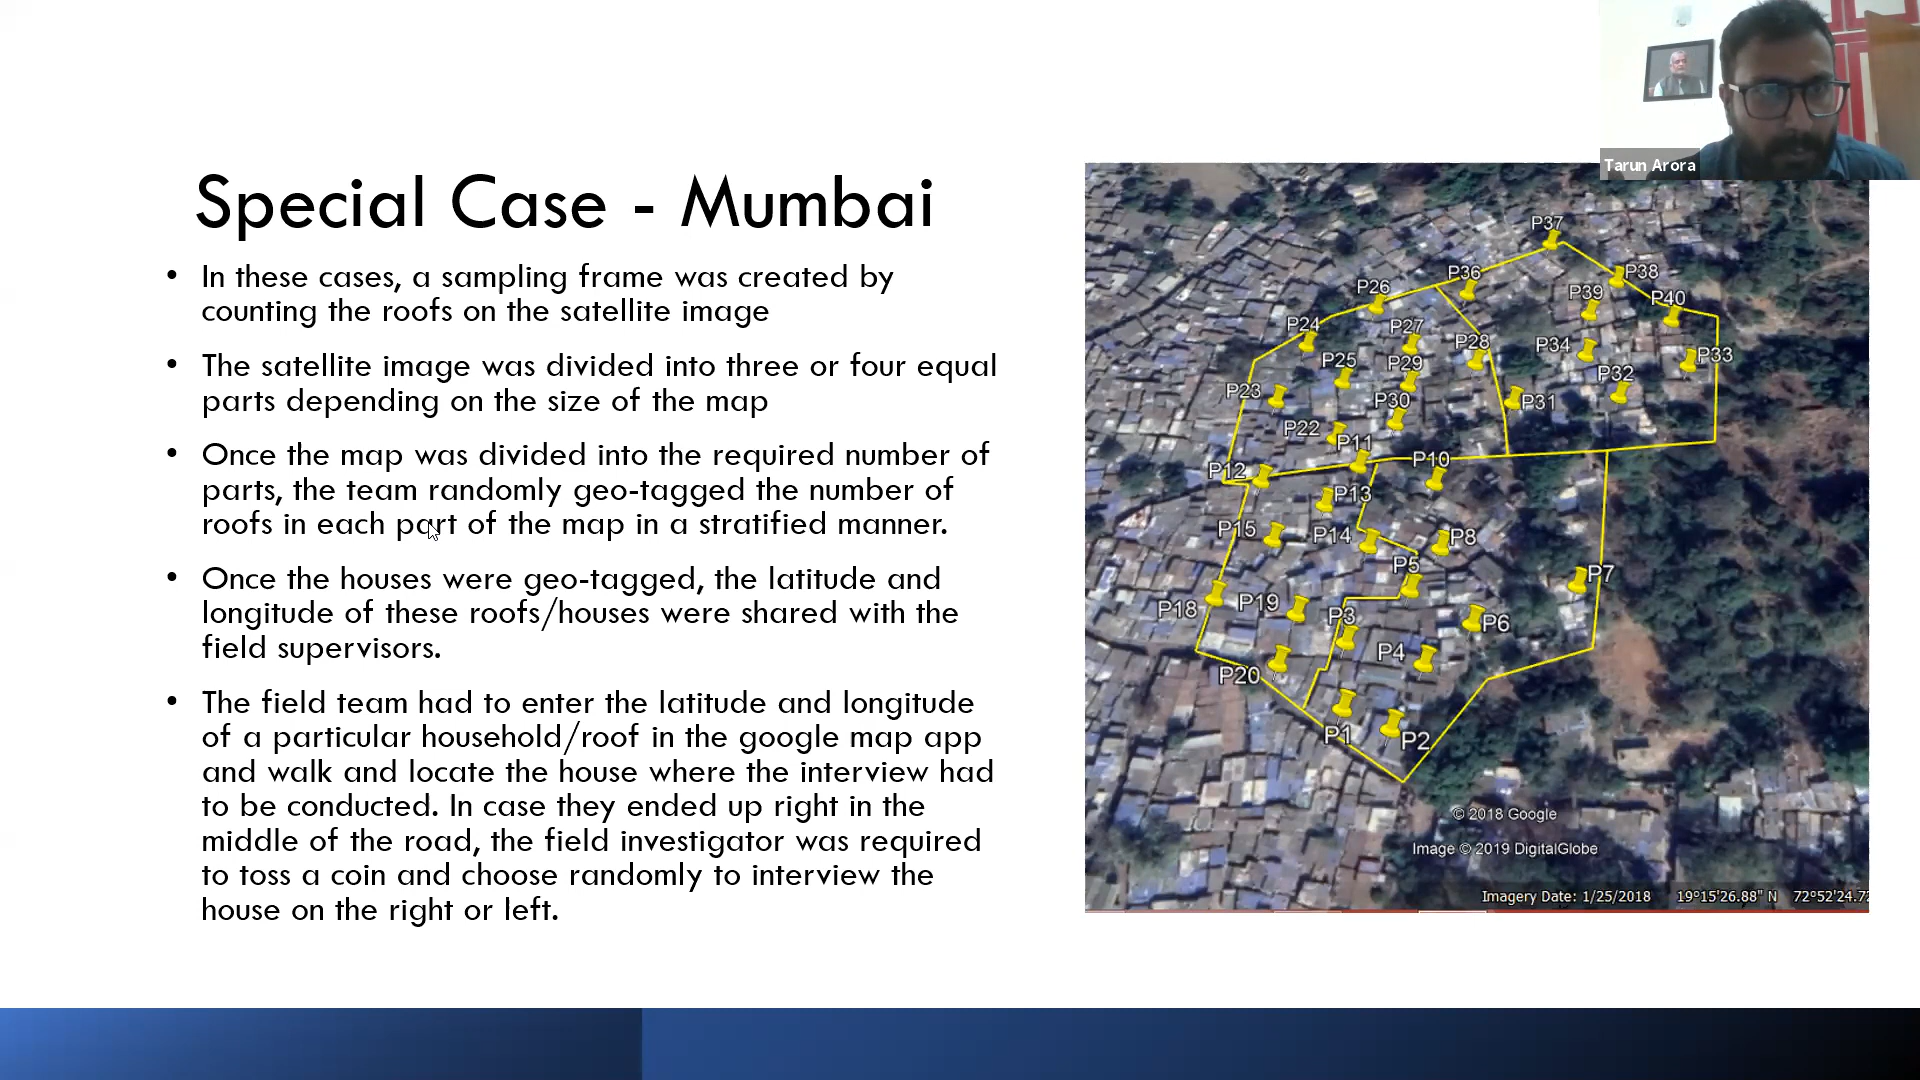 Tarun Arora
Special Case - Mumbai
• In these cases, a sampling frame was created by
counting the roofs on the satellite image
• The satellite image was divided into three or four equal
parts depending on the size of the map
• Once the map was divided into the required number of
parts, the team randomly geo-tagged the number of
roofs in each part of the map in a stratified manner.
• Once the houses were geo-tagged, the latitude and
longitude of these roofs/houses were shared with the
field supervisors.
• The field team had to enter the latitude and longitude
of a particular household/roof in the google map app
and walk and locate the house where the interview had
to be conducted. In case they ended up right in the
middle of the road, the field investigator was required
to toss a coin and choose randomly to interview the
house on the right or left.
P37
P36
P38
P26
P39
P40
P24
P27
P28
P34
P33
P25
P29
P32
P23
P30
P31
P22
P11
P12
P10
P13
P15
P14
P8
P5
P7
P18
P19
P3
P6
P4
P20
P1
P2
© 2018 Google
Image © 2019 DigitalGlobe
Imagery Date: 1/25/2018 19°15'26.88" N 72°52'24.7